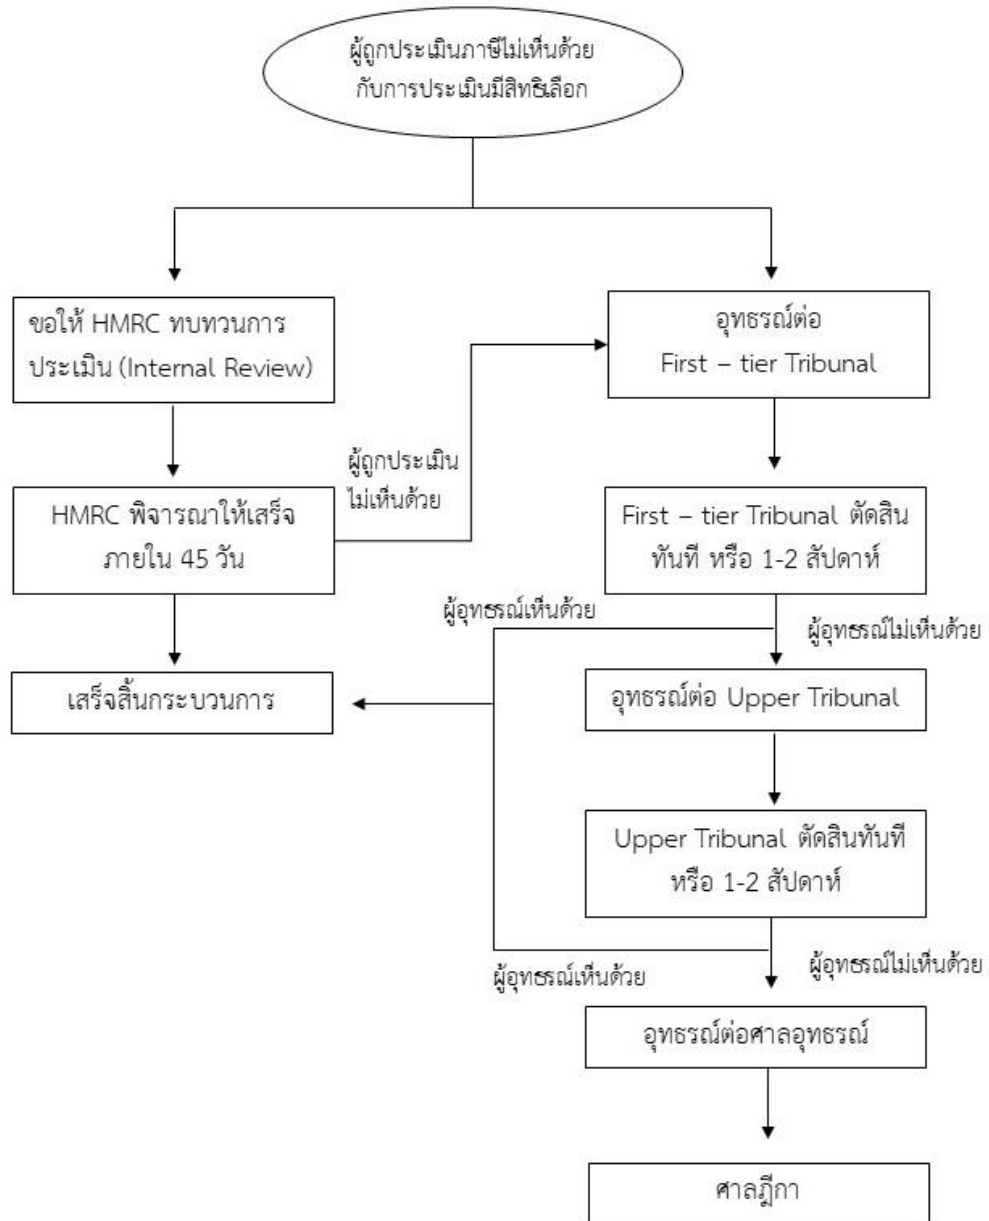 ผู้ถูกประเมินภาษีไม่เห็นด้วย
กับการประเมินมีสิทธิเลือก
ขอให้ HMRC ทบทวนการ
ประเมิน (Internal Review)
อุทธรณ์ต่อ
First – tier Tribunal
ผู้ถูกประเมิน
ไม่เห็นด้วย
HMRC พิจารณาให้เสร็จ
ภายใน 45 วัน
First – tier Tribunal ตัดสิน
ทันที หรือ 1-2 สัปดาห์
ผู้อุทธรณ์เห็นด้วย
ผู้อุทธรณ์ไม่เห็นด้วย
เสร็จสิ้นกระบวนการ
อุทธรณ์ต่อ Upper Tribunal
Upper Tribunal ตัดสินทันที
หรือ 1-2 สัปดาห์
ผู้อุทธรณ์เห็นด้วย
ผู้อุทธรณ์ไม่เห็นด้วย
อุทธรณ์ต่อศาลอุทธรณ์
ศาลฎีกา